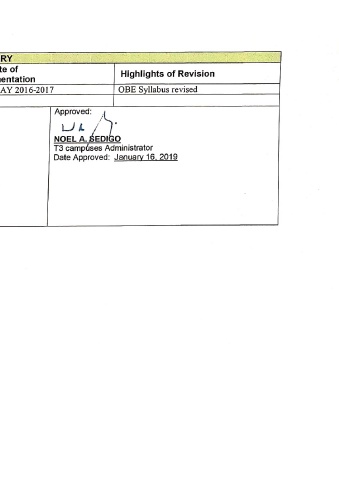 RY
te of
entation
Highlights of Revision
AY 2016-2017
OBE Syllabus revised
Approved:
NOEL A. SEDIGO
T3 campuses Administrator
Date Approved: January 16, 2019